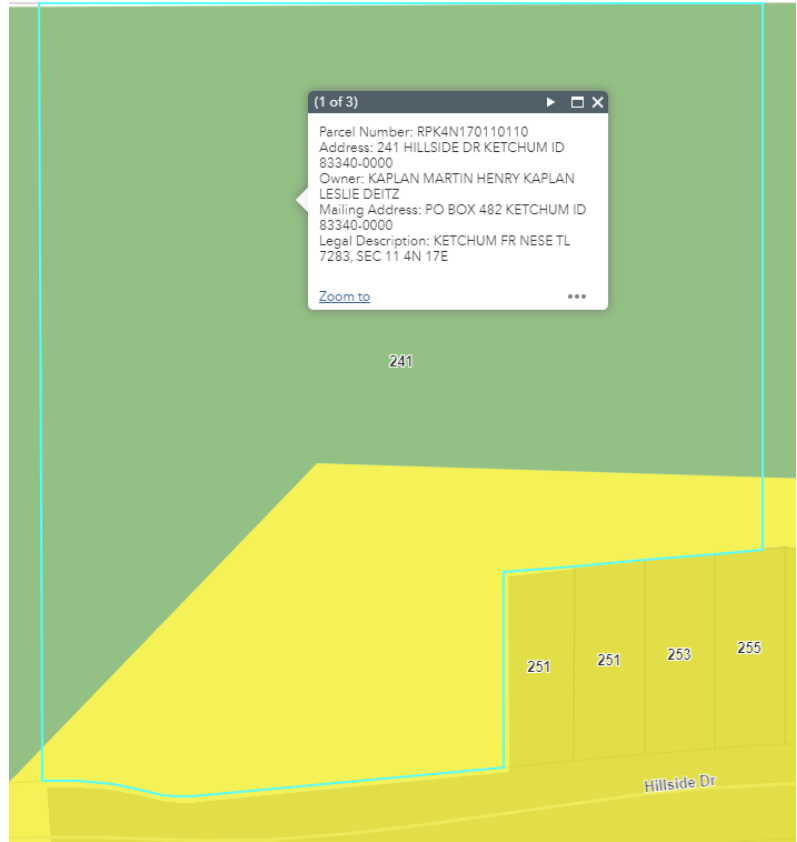 (1 of 3)
Parcel Number: RPK4N170110110
Address: 241 HILLSIDE DR KETCHUM ID
83340-0000
Owner: KAPLAN MARTIN HENRY KAPLAN
LESLIE DEITZ
Mailing Address: PO BOX 482 KETCHUM ID
83340-0000
Legal Description: KETCHUM FR NESE TL
7283, SEC 11 4N 17E
Zoom to
241
251
251
253
255
Hillside Dr